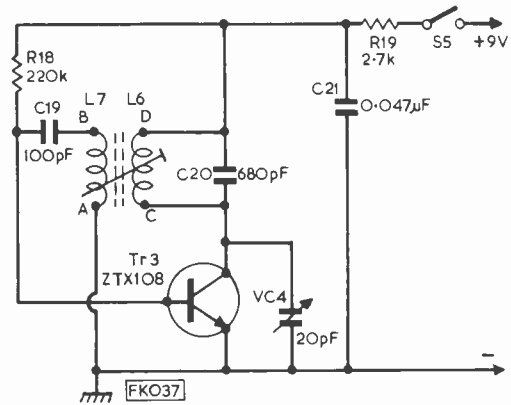 R18
220k
C19
100pF
L7
L6
B
D
A
C
C20
680pF
Tr3
ZTX108
VC4
20pF
C21
0·047µF
R19
2·7k
S5
+9V
−
FKO37